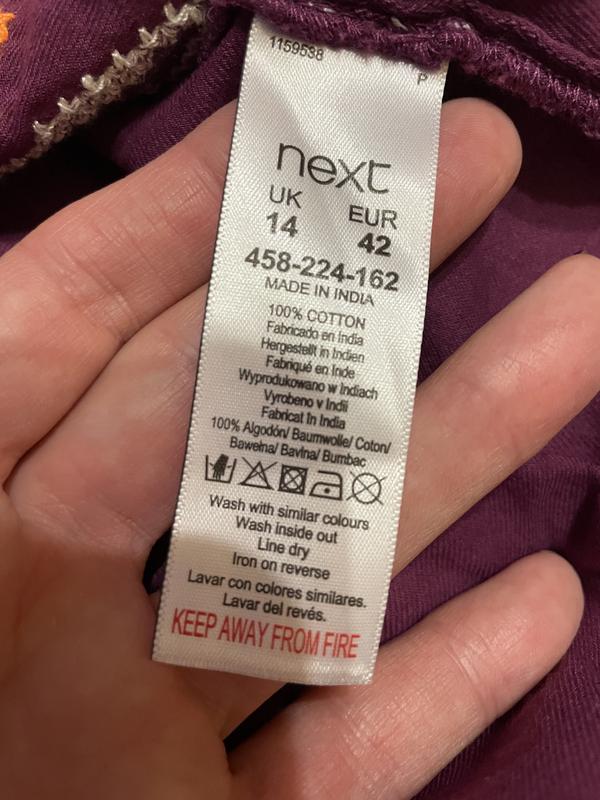 1159538
P
next
UK EUR
14 42
458-224-162
MADE IN INDIA
100% COTTON
Fabricado en India
Hergestellt in Indien
Fabriqué en Inde
Wyprodukowano w Indiach
Vyrobeno v Indii
Fabricat In India
100% Algodón/ Baumwolle/ Coton/
Bawełna/ Bavlna/ Bumbac
Wash with similar colours
Wash inside out
Line dry
Iron on reverse
Lavar con colores similares.
Lavar del revés.
KEEP AWAY FROM FIRE